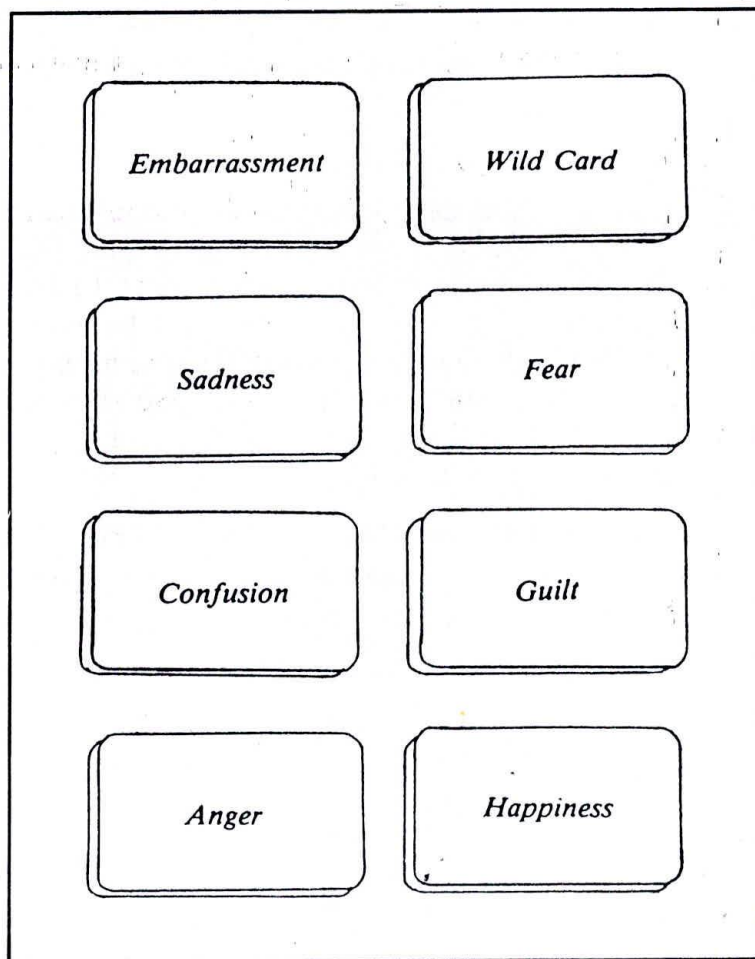 Embarrassment
Wild Card
Sadness
Fear
Confusion
Guilt
Anger
Happiness